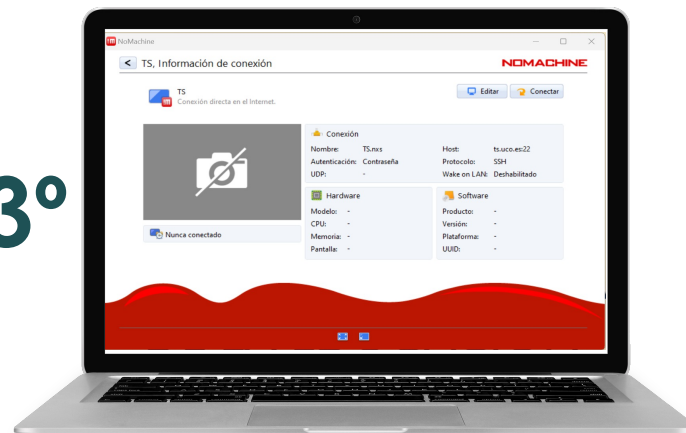 3º
NoMachine
< TS, Información de conexión
NOMACHINE
TS
Conexión directa en el Internet.
Editar
Conectar
Conexión
Nombre: TS.nxs Host: ts.uco.es:22
Autenticación: Contraseña Protocolo: SSH
UDP: - Wake on LAN: Deshabilitado
Nunca conectado
Hardware
Modelo: -
CPU: -
Memoria: -
Pantalla: -
Software
Producto: -
Versión: -
Plataforma: -
UUID: -